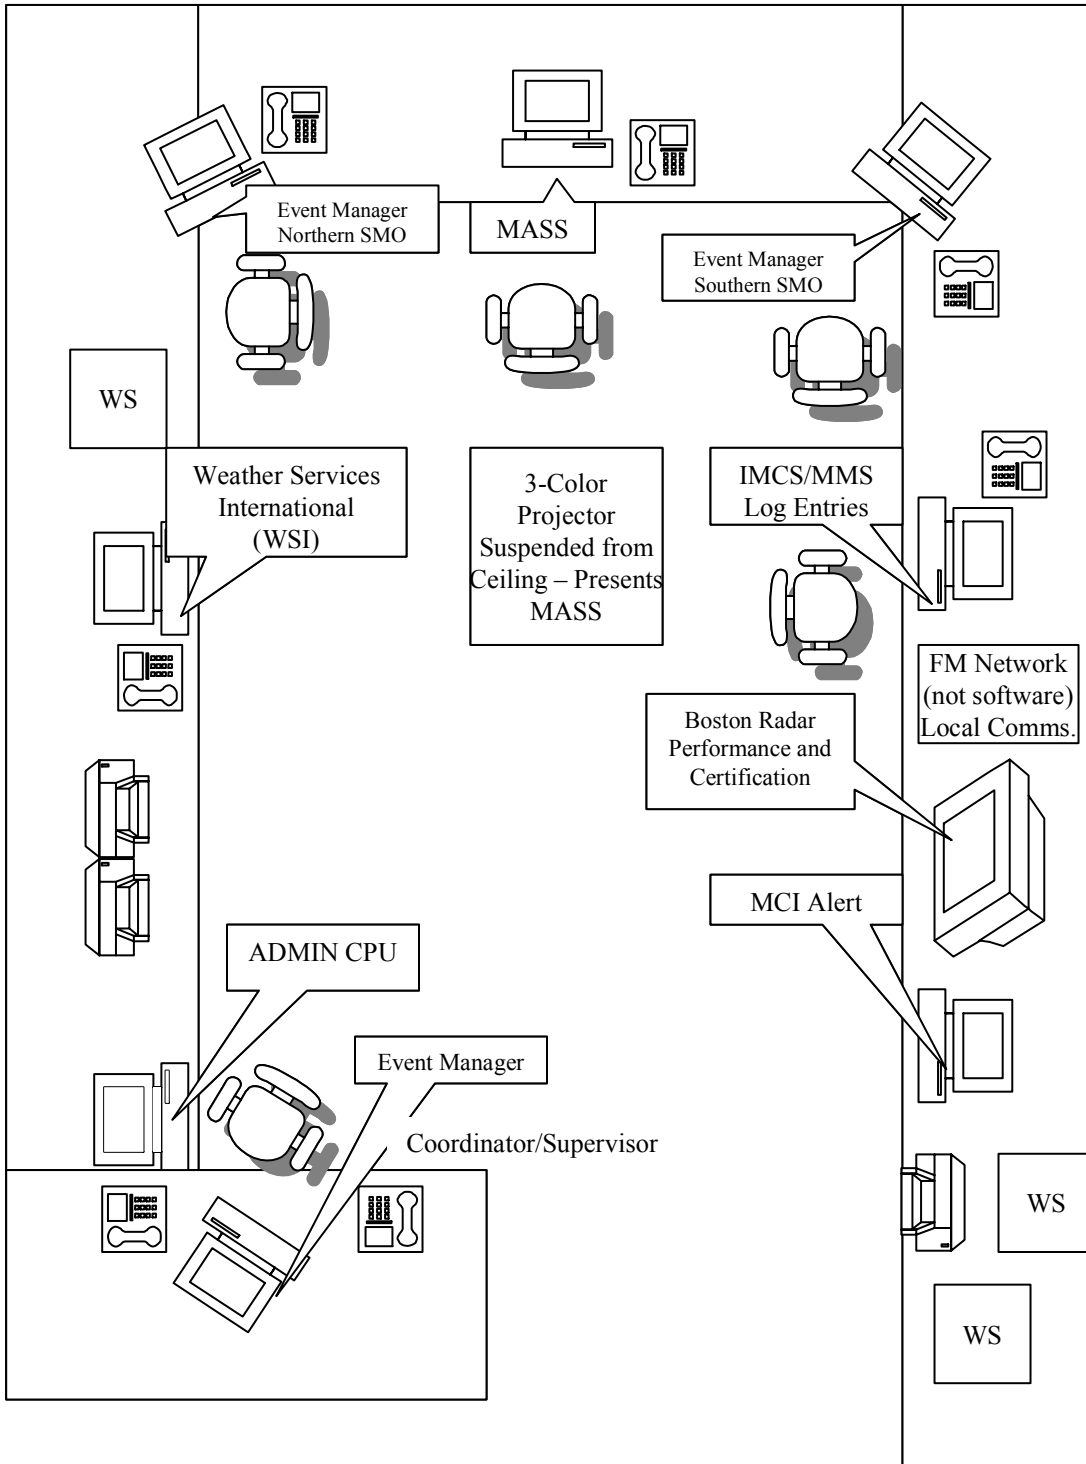 Event Manager
Northern SMO
MASS
Event Manager
Southern SMO
WS
Weather Services
International
(WSI)
3-Color
Projector
Suspended from
Ceiling – Presents
MASS
IMCS/MMS
Log Entries
FM Network
(not software)
Local Comms.
Boston Radar
Performance and
Certification
MCI Alert
ADMIN CPU
Event Manager
Coordinator/Supervisor
WS
WS